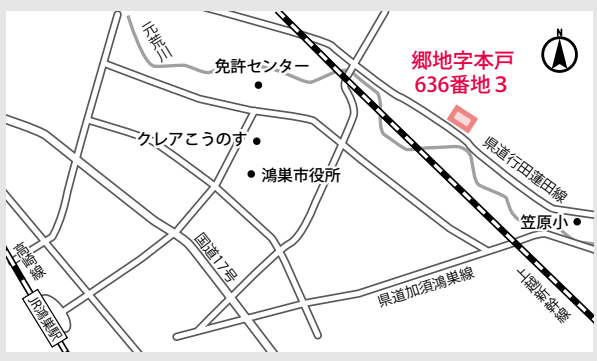 元荒川
免許センター
郷地字本戸
636番地3
N
クレアこうのす
鴻巣市役所
県道行田蓮田線
笠原小
国道17号
高崎線
JR鴻巣駅
県道加須鴻巣線
上越新幹線